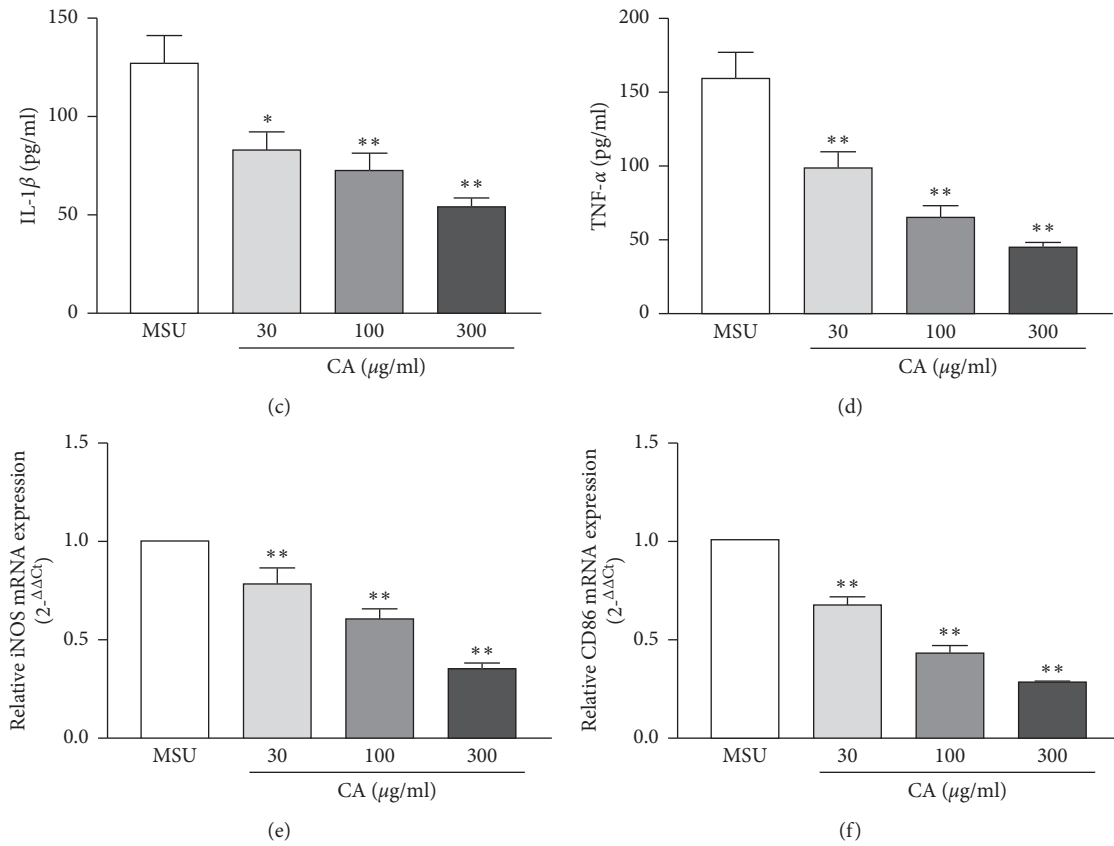 150
100
50
0
IL-1β (pg/ml)
*
**
**
MSU
30
100
300
CA (μg/ml)
(c)
200
150
100
50
0
TNF-α (pg/ml)
**
**
**
MSU
30
100
300
CA (μg/ml)
(d)
1.5
1.0
0.5
0.0
Relative iNOS mRNA expression
(2-ΔΔCt)
**
**
**
MSU
30
100
300
CA (μg/ml)
(e)
1.5
1.0
0.5
0.0
Relative CD86 mRNA expression
(2-ΔΔCt)
**
**
**
MSU
30
100
300
CA (μg/ml)
(f)